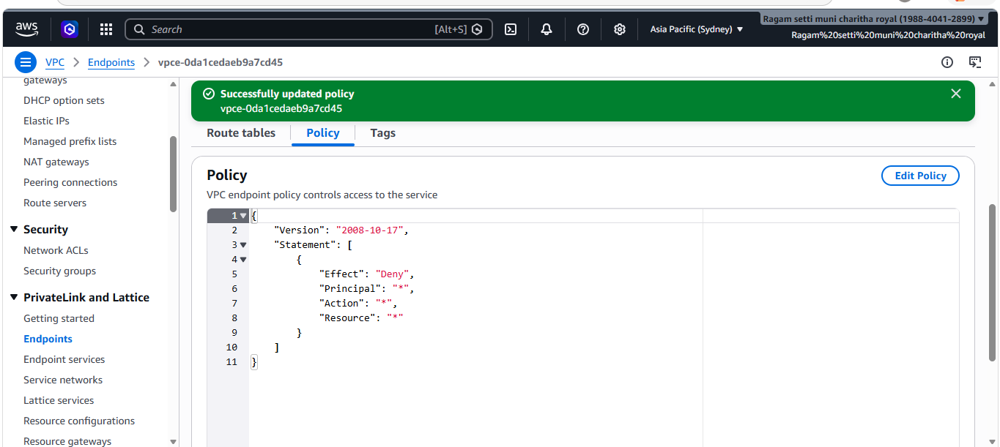 aws
Search [Alt+S]
Asia Pacific (Sydney) ▼
Ragam setti muni charitha royal (1988-4041-2899) ▼
Ragam%20setti%20muni%20charitha%20royal
VPC > Endpoints > vpce-0da1cedaeb9a7cd45
gateways
DHCP option sets
Elastic IPs
Managed prefix lists
NAT gateways
Peering connections
Route servers
▼ Security
Network ACLs
Security groups
▼ PrivateLink and Lattice
Getting started
Endpoints
Endpoint services
Service networks
Lattice services
Resource configurations
Resource gateways
Successfully updated policy
vpce-0da1cedaeb9a7cd45
Route tables Policy Tags
Policy
Edit Policy
VPC endpoint policy controls access to the service
1 {
2 "Version": "2008-10-17",
3 "Statement": [
4 {
5 "Effect": "Deny",
6 "Principal": "*",
7 "Action": "*",
8 "Resource": "*"
9 }
10 ]
11 }